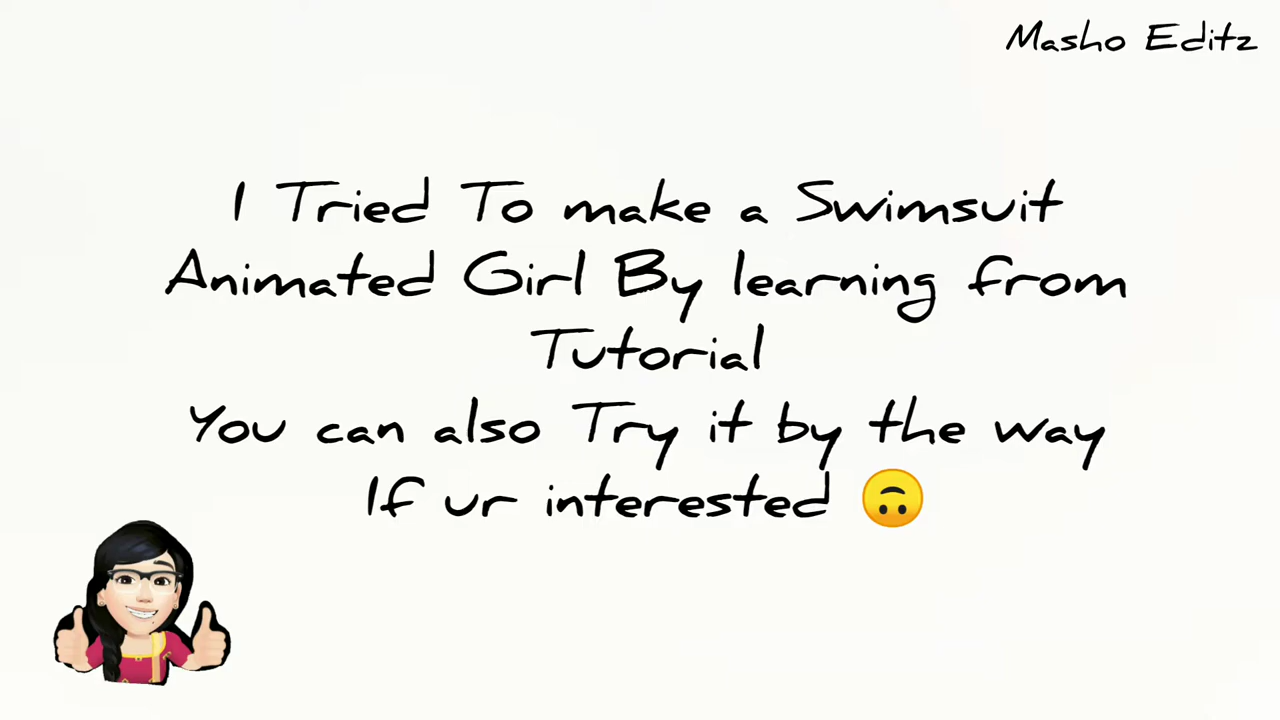 Masho Editz
I Tried To make a Swimsuit
Animated Girl By learning from
Tutorial
You can also Try it by the way
If ur interested 🙃